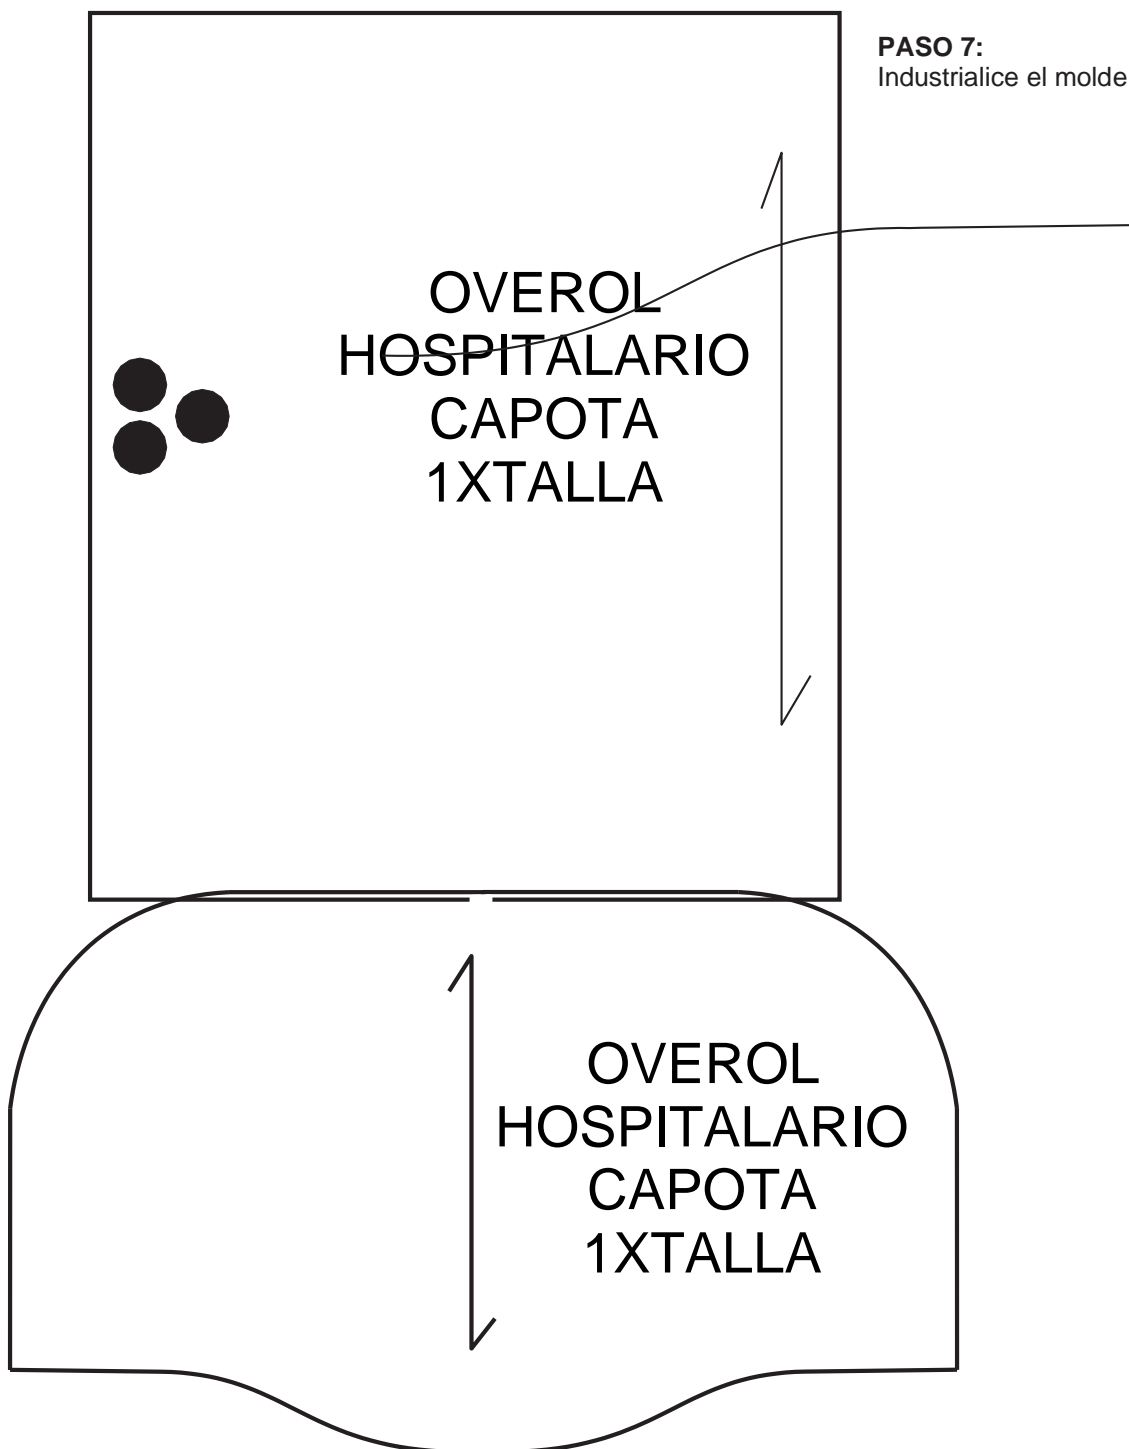 PASO 7:
Industrialice el molde
OVEROL
HOSPITALARIO
CAPOTA
1XTALLA
OVEROL
HOSPITALARIO
CAPOTA
1XTALLA